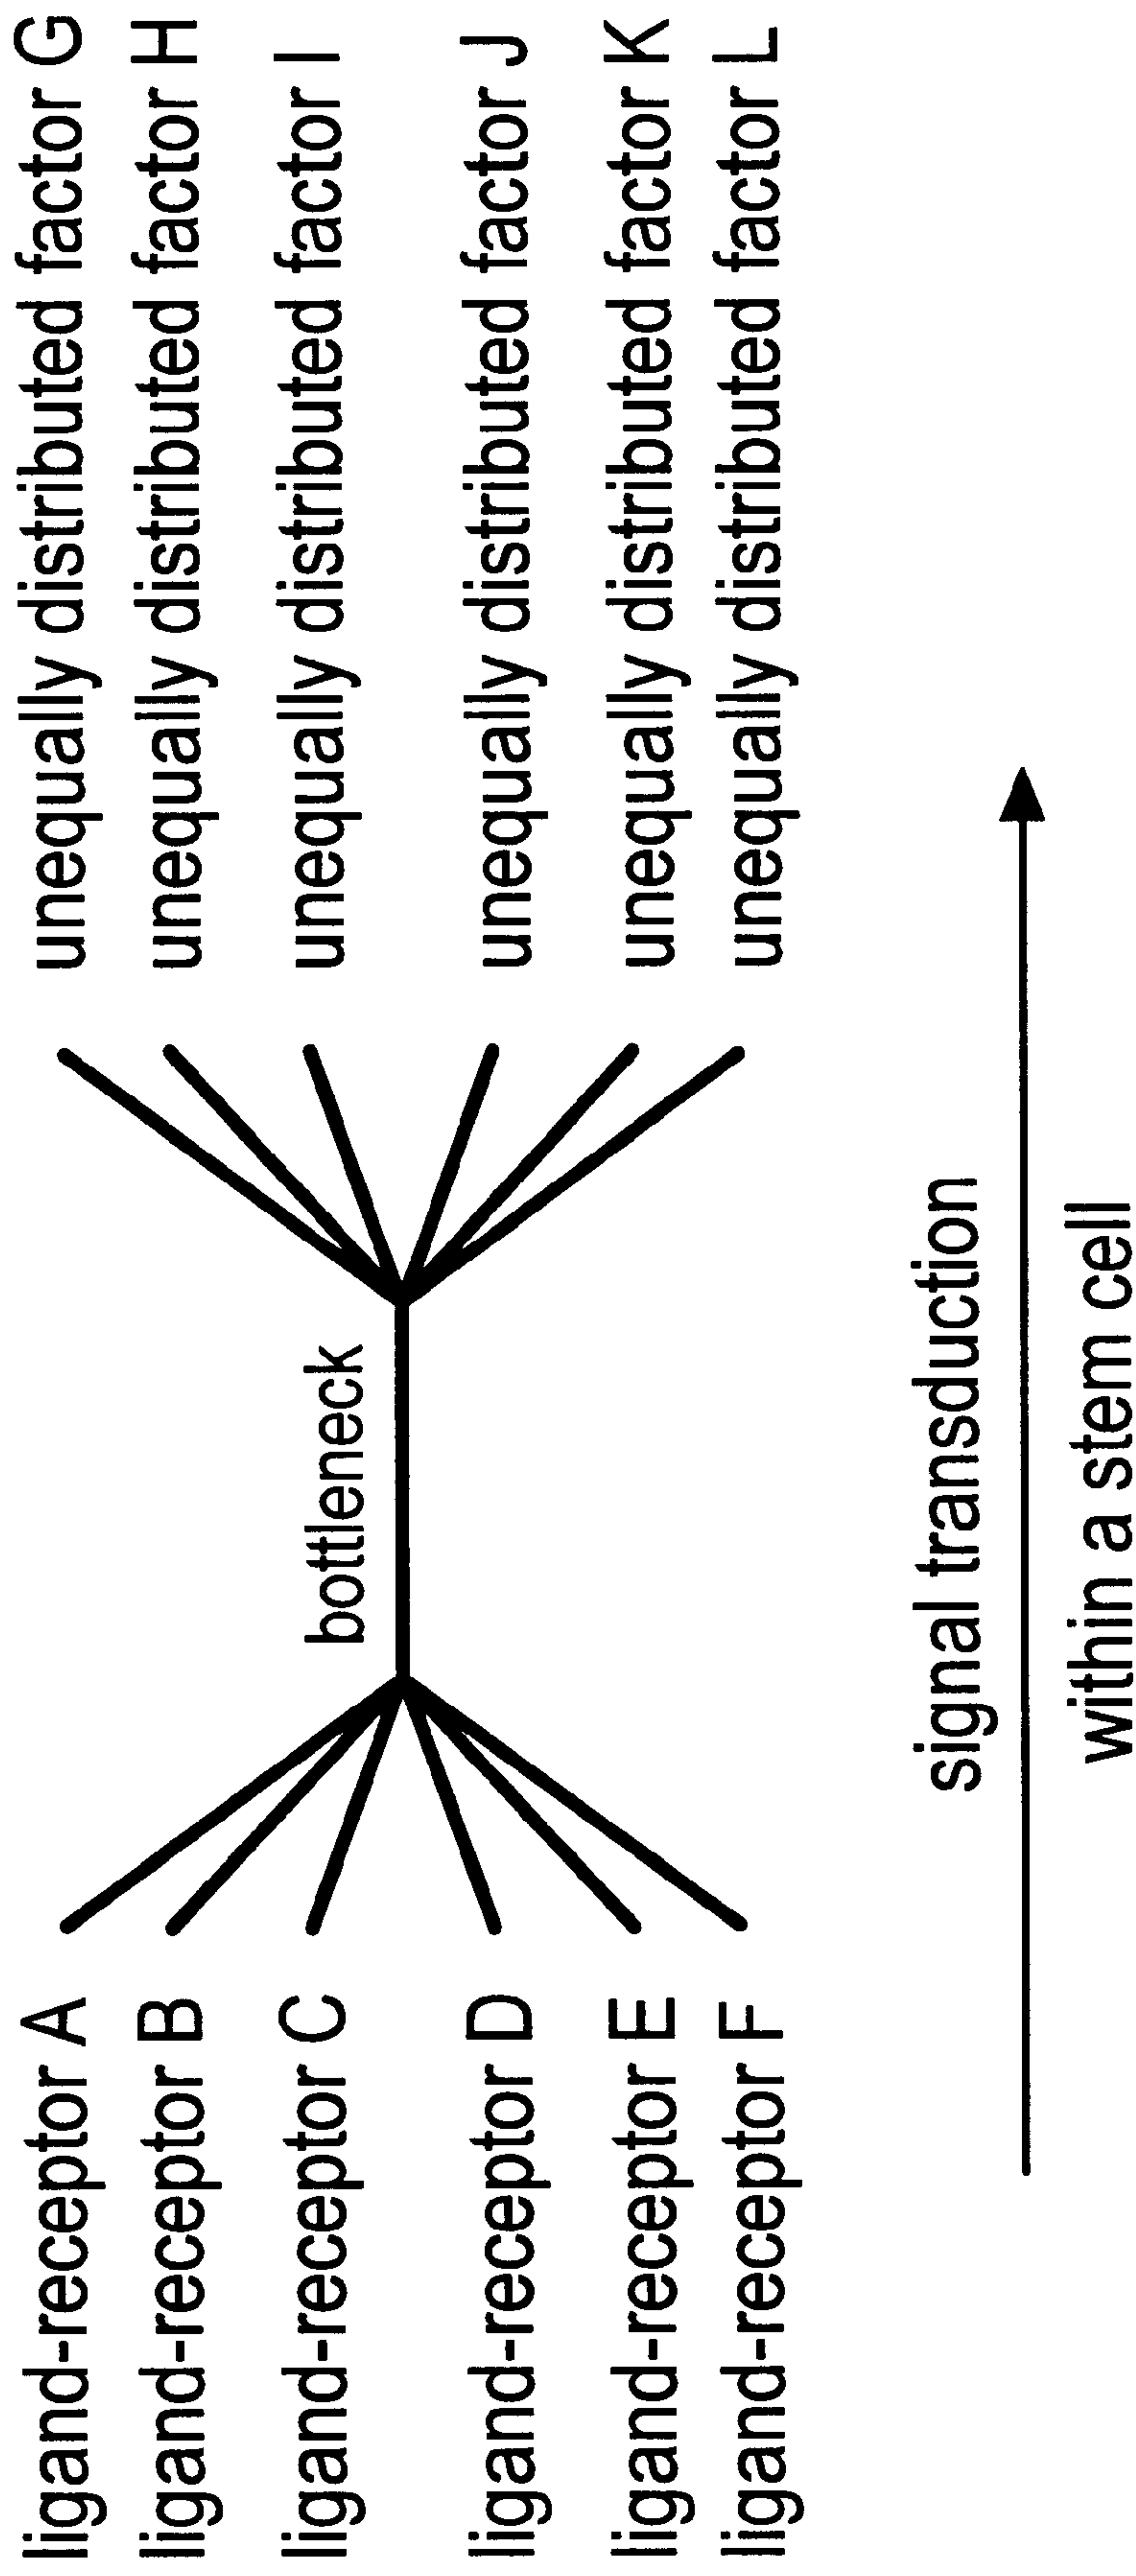 ligand-receptor A
ligand-receptor B
ligand-receptor C
ligand-receptor D
ligand-receptor E
ligand-receptor F
bottleneck
unequally distributed factor G
unequally distributed factor H
unequally distributed factor I
unequally distributed factor J
unequally distributed factor K
unequally distributed factor L
signal transduction
within a stem cell